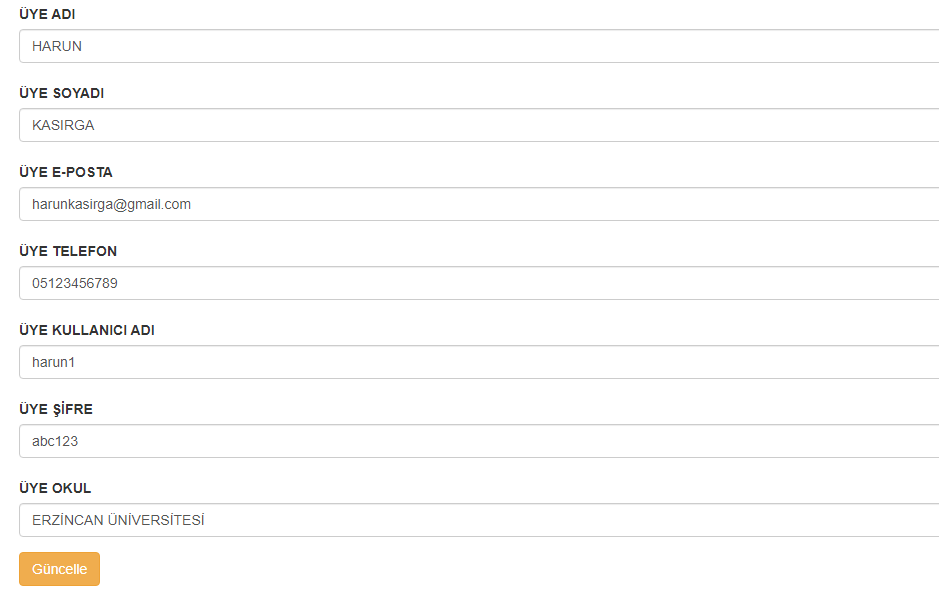 ÜYE ADI
HARUN
ÜYE SOYADI
KASIRGA
ÜYE E-POSTA
harunkasirga@gmail.com
ÜYE TELEFON
05123456789
ÜYE KULLANICI ADI
harun1
ÜYE ŞİFRE
abc123
ÜYE OKUL
ERZİNCAN ÜNİVERSİTESİ
Güncelle